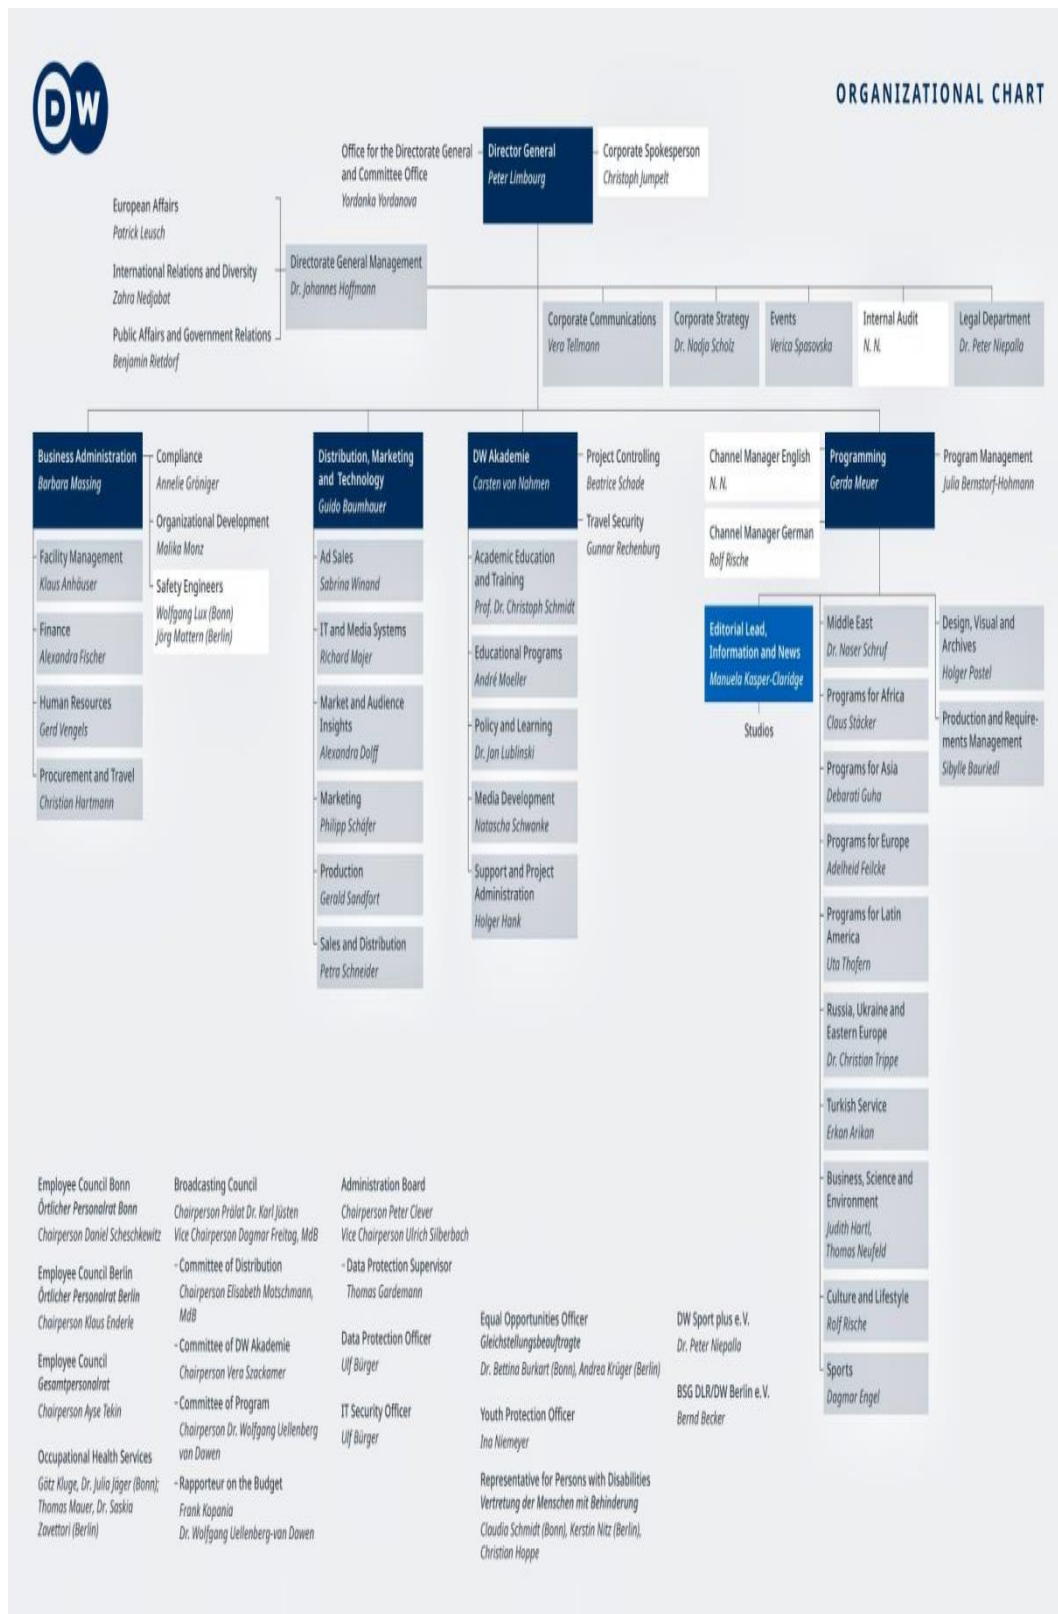 DW
ORGANIZATIONAL CHART
Office for the Directorate General
and Committee Office
Yordanka Yordanova
Director General
Peter Limbourg
Corporate Spokesperson
Christoph Jumpelt
European Affairs
Patrick Leusch
International Relations and Diversity
Zahra Nedjabat
Public Affairs and Government Relations
Benjamin Rietdorf
Directorate General Management
Dr. Johannes Hoffmann
Corporate Communications
Vera Tellmann
Corporate Strategy
Dr. Nadja Scholz
Events
Verica Spasovska
Internal Audit
N. N.
Legal Department
Dr. Peter Niepalla
Business Administration
Barbara Massing
Compliance
Annelie Gröniger
Organizational Development
Malika Monz
Safety Engineers
Wolfgang Lux (Bonn)
Jörg Mattern (Berlin)
Facility Management
Klaus Anhäuser
Finance
Alexandra Fischer
Human Resources
Gerd Vengels
Procurement and Travel
Christian Hartmann
Distribution, Marketing
and Technology
Guido Baumhauer
Ad Sales
Sabrina Winand
IT and Media Systems
Richard Majer
Market and Audience
Insights
Alexandra Dolff
Marketing
Philipp Schäfer
Production
Gerald Sandfort
Sales and Distribution
Petra Schneider
DW Akademie
Carsten von Nahmen
Project Controlling
Beatrice Schade
Travel Security
Gunnar Rechenburg
Academic Education
and Training
Prof. Dr. Christoph Schmidt
Educational Programs
André Moeller
Policy and Learning
Dr. Jan Lublinski
Media Development
Natascha Schwanke
Support and Project
Administration
Holger Hank
Channel Manager English
N. N.
Channel Manager German
Rolf Rische
Programming
Gerda Meuer
Program Management
Julia Bernstorf-Hohmann
Editorial Lead,
Information and News
Manuela Kasper-Claridge
Studios
Middle East
Dr. Naser Schruf
Programs for Africa
Claus Stäcker
Programs for Asia
Debarati Guha
Programs for Europe
Adelheid Feilcke
Programs for Latin
America
Uta Thofern
Russia, Ukraine and
Eastern Europe
Dr. Christian Trippe
Turkish Service
Erkan Arikan
Business, Science and
Environment
Judith Hartl,
Thomas Neufeld
Culture and Lifestyle
Rolf Rische
Sports
Dagmar Engel
Design, Visual and
Archives
Holger Postel
Production and Require-
ments Management
Sibylle Bauriedl
Employee Council Bonn
Örtlicher Personalrat Bonn
Chairperson Daniel Scheschkewitz
Employee Council Berlin
Örtlicher Personalrat Berlin
Chairperson Klaus Enderle
Employee Council
Gesamtpersonalrat
Chairperson Ayse Tekin
Occupational Health Services
Götz Kluge, Dr. Julia Jäger (Bonn);
Thomas Mauer, Dr. Saskia
Zavettori (Berlin)
Broadcasting Council
Chairperson Prälat Dr. Karl Jüsten
Vice Chairperson Dagmar Freitag, MdB
- Committee of Distribution
Chairperson Elisabeth Motschmann,
MdB
- Committee of DW Akademie
Chairperson Vera Szackamer
- Committee of Program
Chairperson Dr. Wolfgang Uellenberg
van Dawen
- Rapporteur on the Budget
Frank Kapania
Dr. Wolfgang Uellenberg-van Dawen
Administration Board
Chairperson Peter Clever
Vice Chairperson Ulrich Silberbach
- Data Protection Supervisor
Thomas Gardemann
Data Protection Officer
Ulf Bürger
IT Security Officer
Ulf Bürger
Equal Opportunities Officer
Gleichstellungsbeauftragte
Dr. Bettina Burkart (Bonn), Andrea Krüger (Berlin)
Youth Protection Officer
Ina Niemeyer
Representative for Persons with Disabilities
Vertretung der Menschen mit Behinderung
Claudia Schmidt (Bonn), Kerstin Nitz (Berlin),
Christian Hoppe
DW Sport plus e. V.
Dr. Peter Niepalla
BSG DLR/DW Berlin e. V.
Bernd Becker